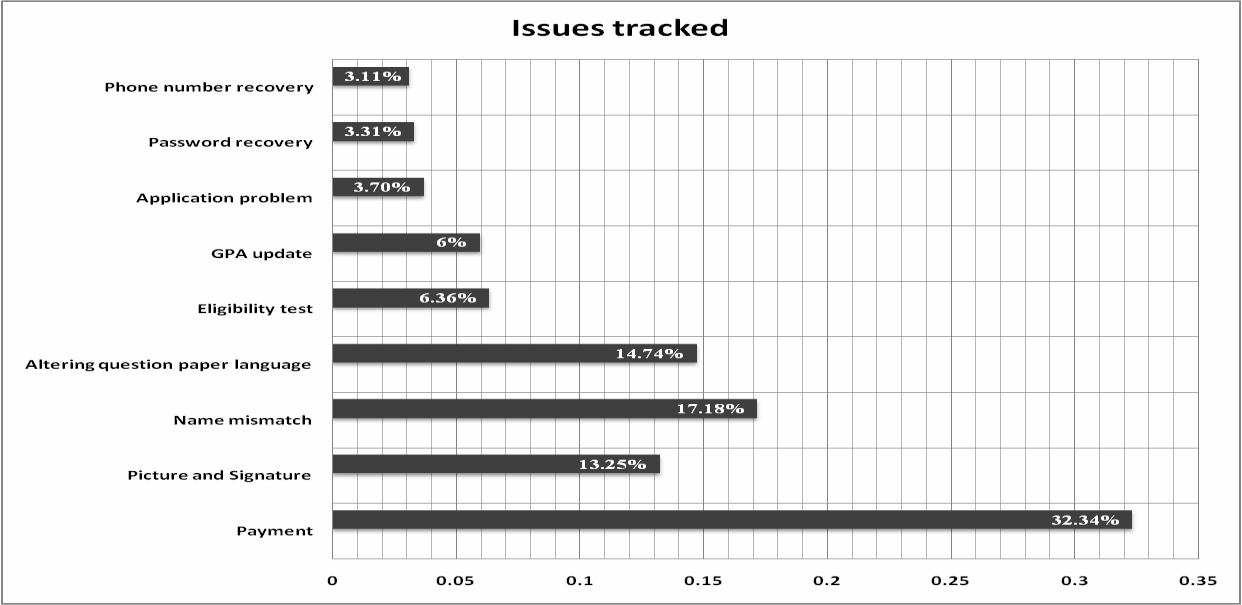 Issues tracked
Phone number recovery 3.11%
Password recovery 3.31%
Application problem 3.70%
GPA update 6%
Eligibility test 6.36%
Altering question paper language 14.74%
Name mismatch 17.18%
Picture and Signature 13.25%
Payment 32.34%
0 0.05 0.1 0.15 0.2 0.25 0.3 0.35